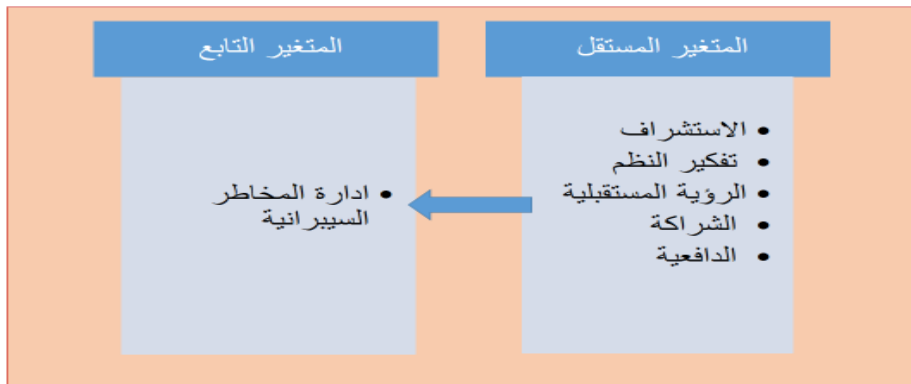 المتغير المستقل
المتغير التابع
• الاستشراف
• تفكير النظم
• الرؤية المستقبلية
• الشراكة
• الدافعية
• ادارة المخاطر
السيبرانية